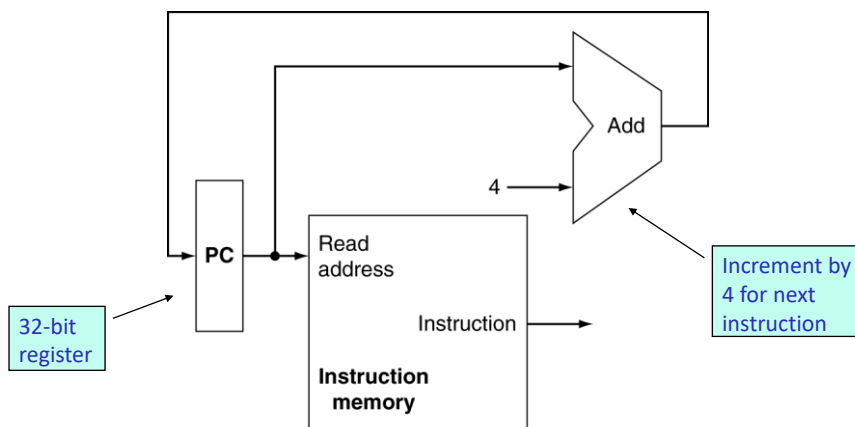 Add
4
PC
Read
address
Increment by
4 for next
instruction
32-bit
register
Instruction
Instruction
memory